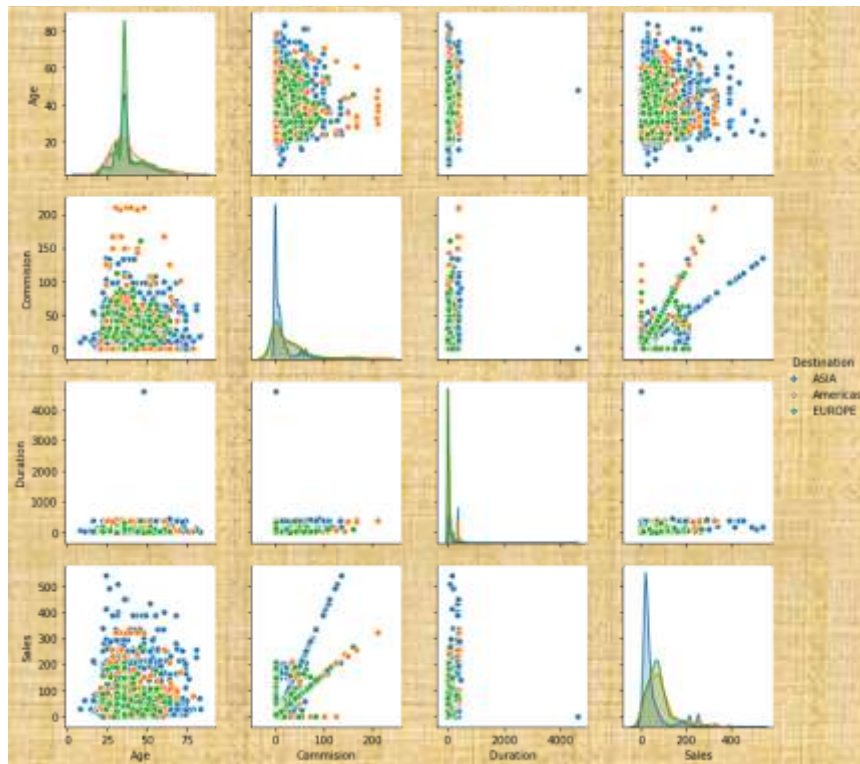 80
60
40
20
Age
200
150
100
50
0
Commision
4000
3000
2000
1000
0
Duration
500
400
300
200
100
0
Sales
Destination
ASIA
Americas
EUROPE
0 25 50 75
Age
0 100 200
Commision
0 2000 4000
Duration
0 200 400
Sales